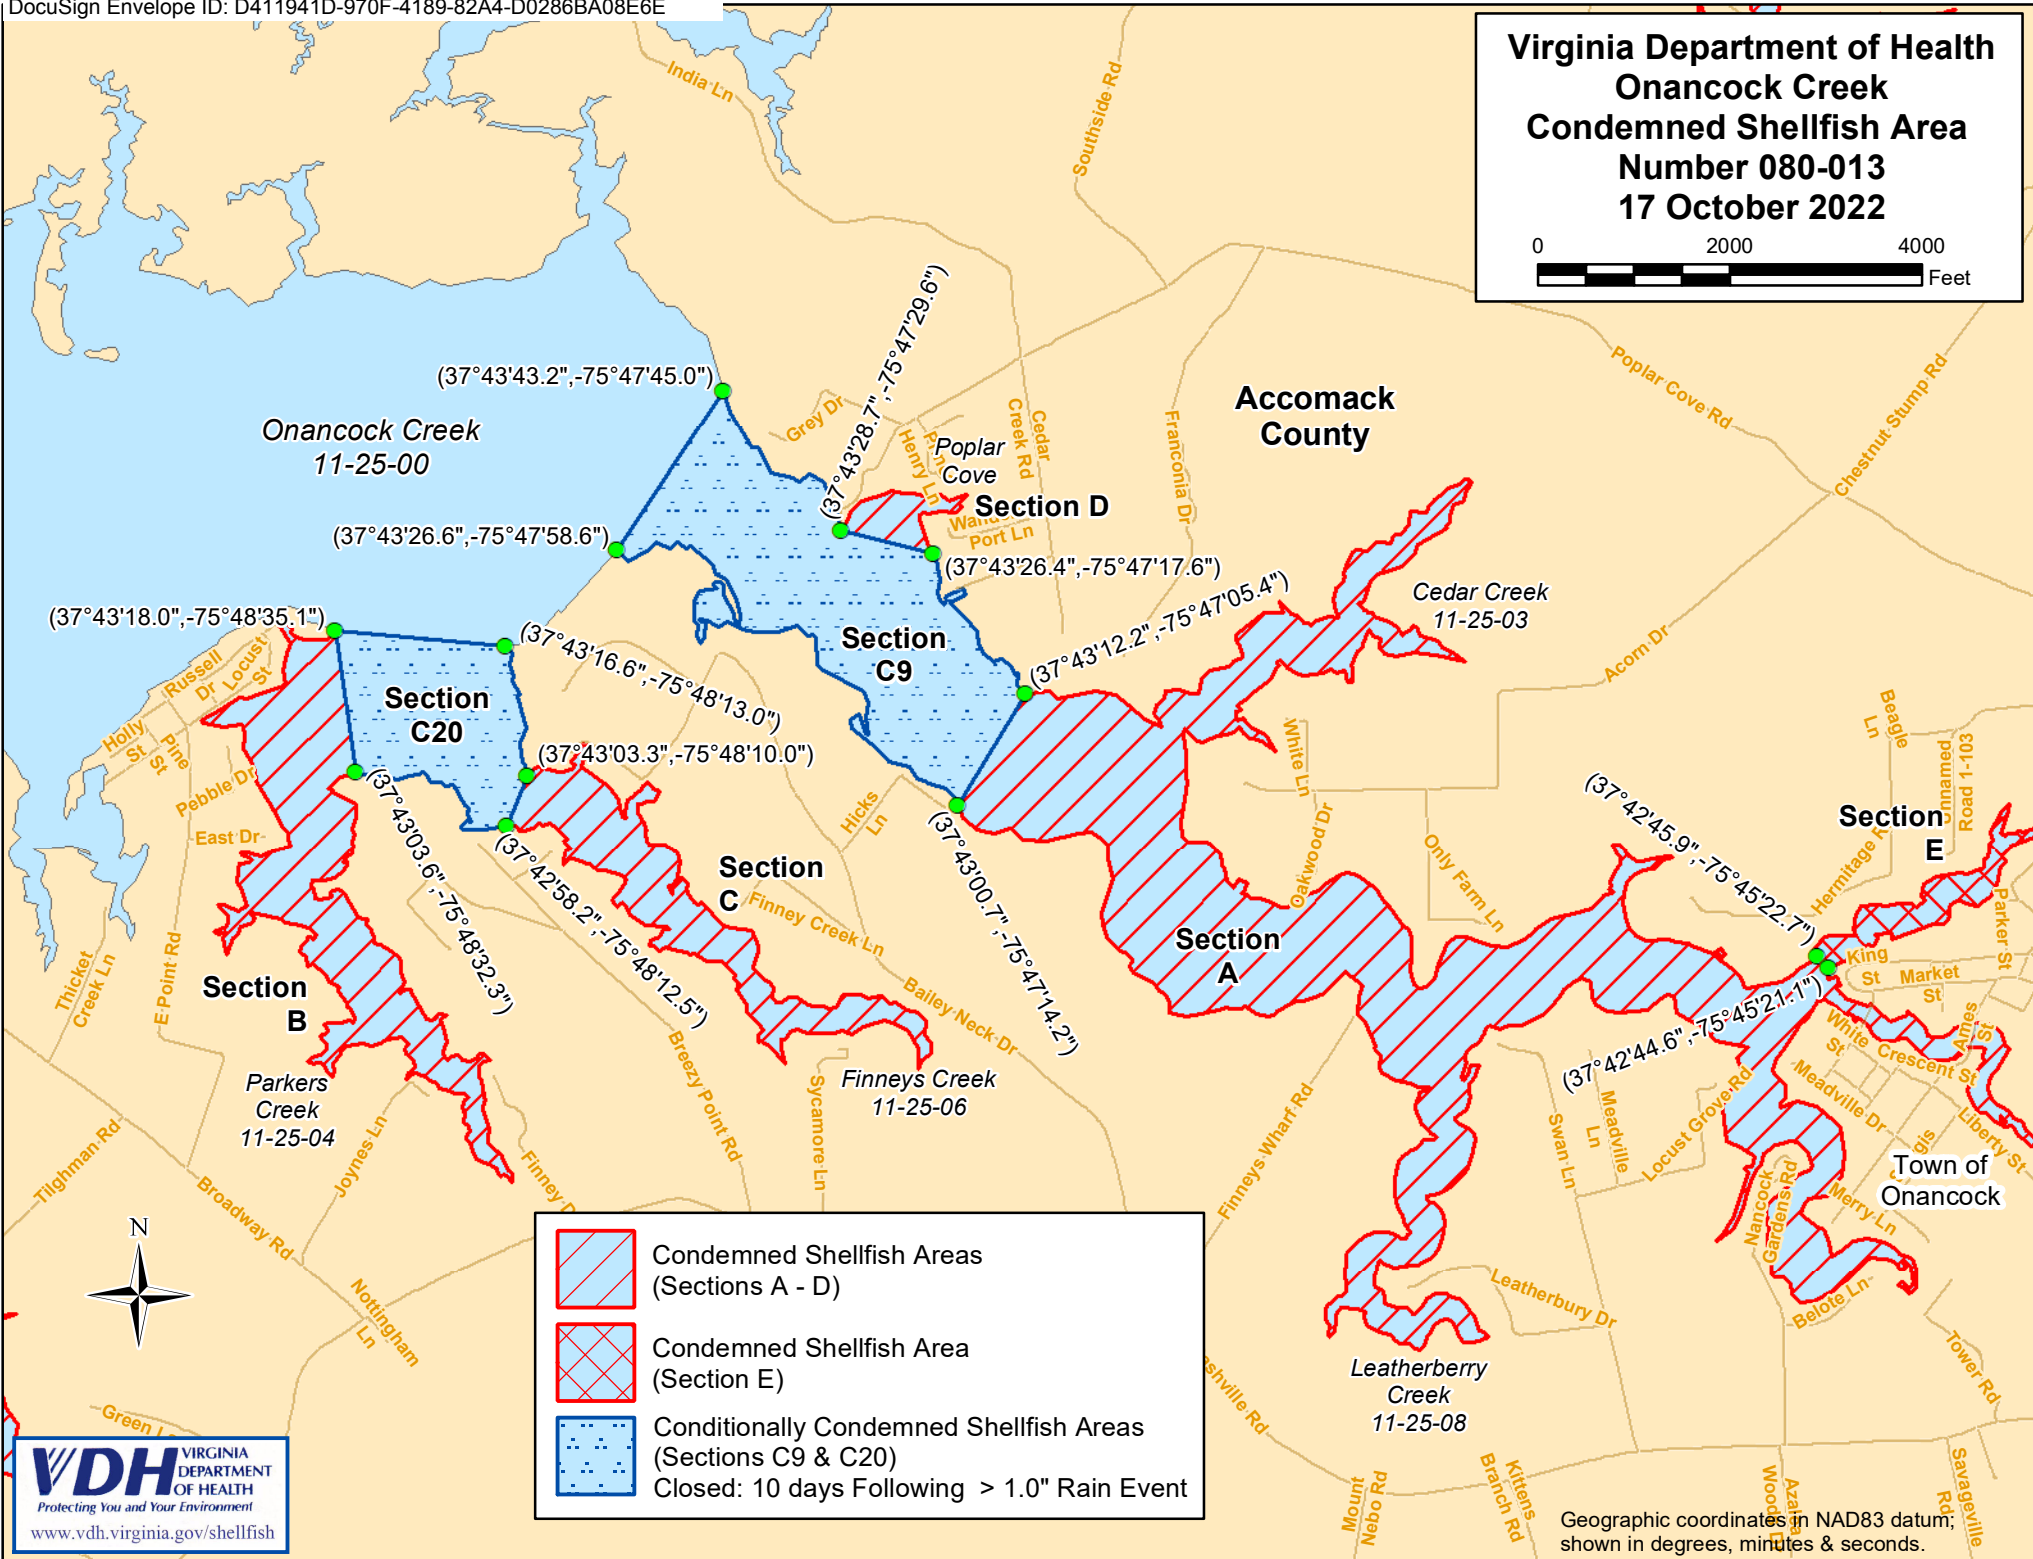 DocuSign Envelope ID: D411941D-970F-4189-82A4-D0286BA08E6E
Virginia Department of Health
Onancock Creek
Condemned Shellfish Area
Number 080-013
17 October 2022
0 2000 4000
Feet
India Ln
Southside Rd
(37°43'43.2",-75°47'45.0")
(37°43'28.7",-75°47'29.6")
Onancock Creek
11-25-00
Accomack
County
Poplar Cove Rd
Chestnut Stump Rd
Grey Dr
Henry Ln
Cedar
Creek Rd
Franconia Dr
Poplar
Cove
Section D
Port Ln
(37°43'26.6",-75°47'58.6")
(37°43'26.4",-75°47'17.6")
(37°43'12.2",-75°47'05.4")
Cedar Creek
11-25-03
(37°43'18.0",-75°48'35.1")
(37°43'16.6",-75°48'13.0")
Section
C9
Section
C20
Russell
Dr
Locust
St
Holly
St
Pine
St
Pebble Dr
East Dr
(37°43'03.3",-75°48'10.0")
(37°43'03.6",-75°48'32.3")
(37°42'58.2",-75°48'12.5")
(37°43'00.7",-75°47'14.2")
Hicks
Ln
White Ln
Oakwood Dr
Only Farm Ln
Acorn Dr
Beagle
Ln
Unnamed
Road 1-103
(37°42'45.9",-75°45'22.7")
Section
E
Hermitage R
Parker St
Section
C
Finney Creek Ln
Section
A
King
St
Market
St
Ames
St
(37°42'44.6",-75°45'21.1")
White
St
Crescent St
Thicket
Creek Ln
E Point Rd
Section
B
Parkers
Creek
11-25-04
Bailey Neck Dr
Breezy Point Rd
Sycamore Ln
Finneys Creek
11-25-06
Finneys Wharf Rd
Swan Ln
Meadville
Ln
Locust Grove Rd
Meadville Dr
Liberty St
Town of
Onancock
Nancock
Gardens Rd
Merry Ln
Belote Ln
Tilghman Rd
Broadway Rd
Joynes Ln
Finney D
Nottingham
Ln
N
Leatherbury Dr
Leatherberry
Creek
11-25-08
Tower Rd
Savageville
Rd
Kittens
Branch Rd
Mount
Nebo Rd
Green L
Condemned Shellfish Areas
(Sections A - D)
Condemned Shellfish Area
(Section E)
Conditionally Condemned Shellfish Areas
(Sections C9 & C20)
Closed: 10 days Following > 1.0" Rain Event
VDH VIRGINIA
DEPARTMENT
OF HEALTH
Protecting You and Your Environment
www.vdh.virginia.gov/shellfish
Geographic coordinates in NAD83 datum;
shown in degrees, minutes & seconds.